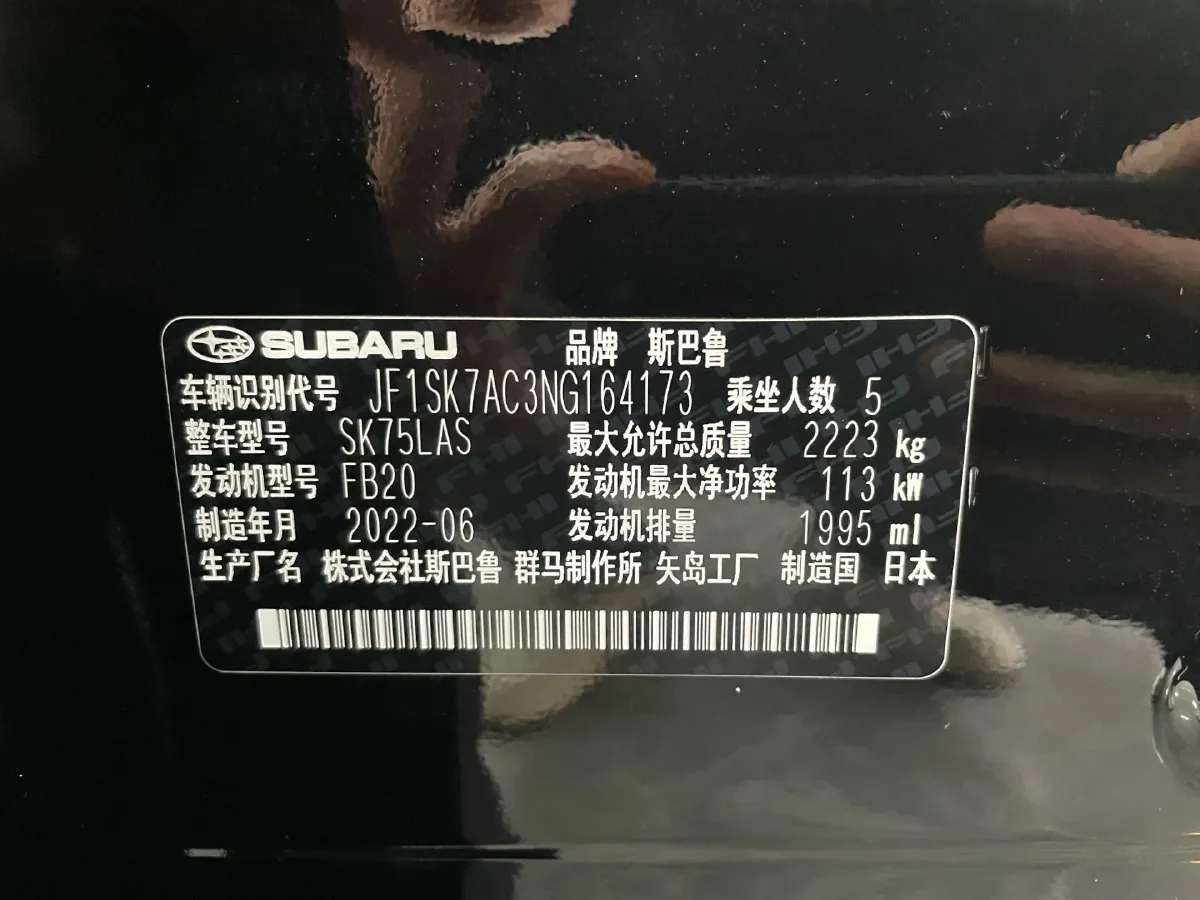 SUBARU 品牌 斯巴鲁
车辆识别代号 JF1SK7AC3NG164173 乘坐人数 5
整车型号 SK75LAS 最大允许总质量 2223 kg
发动机型号 FB20 发动机最大净功率 113 kW
制造年月 2022-06 发动机排量 1995 ml
生产厂名 株式会社斯巴鲁 群马制作所 矢岛工厂 制造国 日本